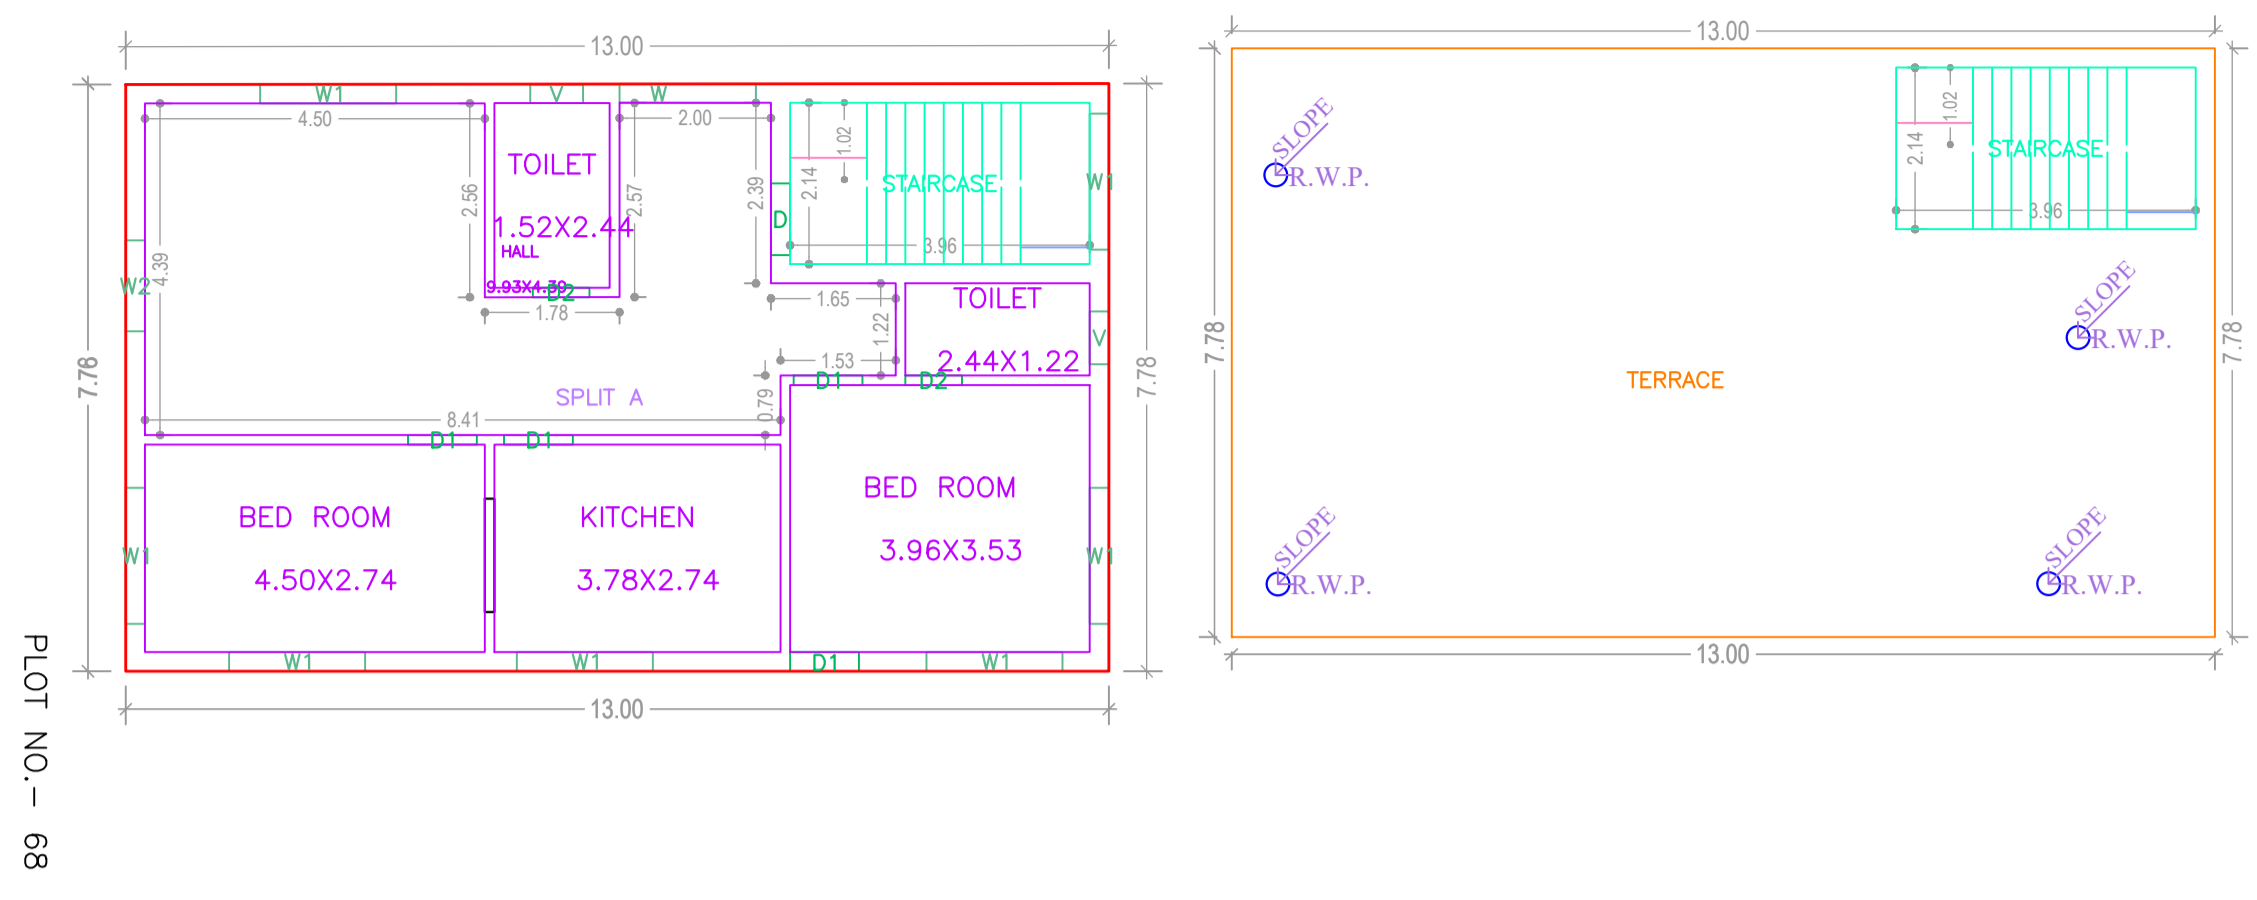 13.00
W1
V
W
4.50
2.00
1.02
TOILET
2.56
2.57
2.39
2.14
STAIRCASE
W1
1.52X2.44
D
HALL
3.96
4.39
W2
9.93X4.39
D2
1.78
1.65
TOILET
1.22
V
2.44X1.22
1.53
D1
D2
7.78
SPLIT A
0.79
8.41
D1
D1
BED ROOM
4.50X2.74
KITCHEN
3.78X2.74
BED ROOM
3.96X3.53
W1
W1
W1
W1
D1
W1
13.00
PLOT NO.- 68
13.00
SLOPE
R.W.P.
1.02
2.14
STAIRCASE
3.96
SLOPE
R.W.P.
7.78
7.78
TERRACE
SLOPE
R.W.P.
SLOPE
R.W.P.
13.00